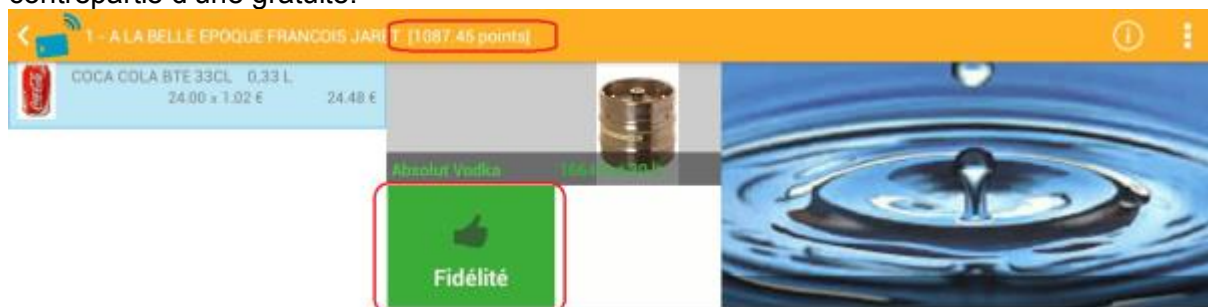 contrepartie d'une gratuité.
1 - A LA BELLE EPOQUE FRANCOIS JARET [1087.45 points[
COCA COLA BTE 33CL 0,33 L
24.00 x 1.02 € 24.48 €
Absolut Vodka
Fidélité